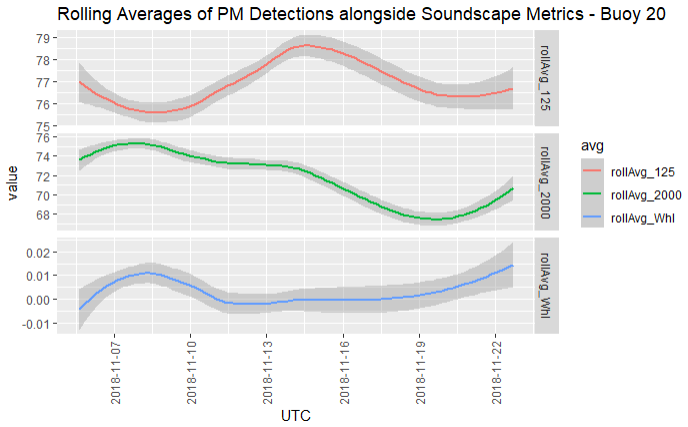 Rolling Averages of PM Detections alongside Soundscape Metrics - Buoy 20
79
78
77
76
75
rollAvg_125
76
74
72
70
68
rollAvg_2000
0.02
0.01
0.00
-0.01
rollAvg_Whl
value
2018-11-07
2018-11-10
2018-11-13
2018-11-16
2018-11-19
2018-11-22
UTC
avg
rollAvg_125
rollAvg_2000
rollAvg_Whl